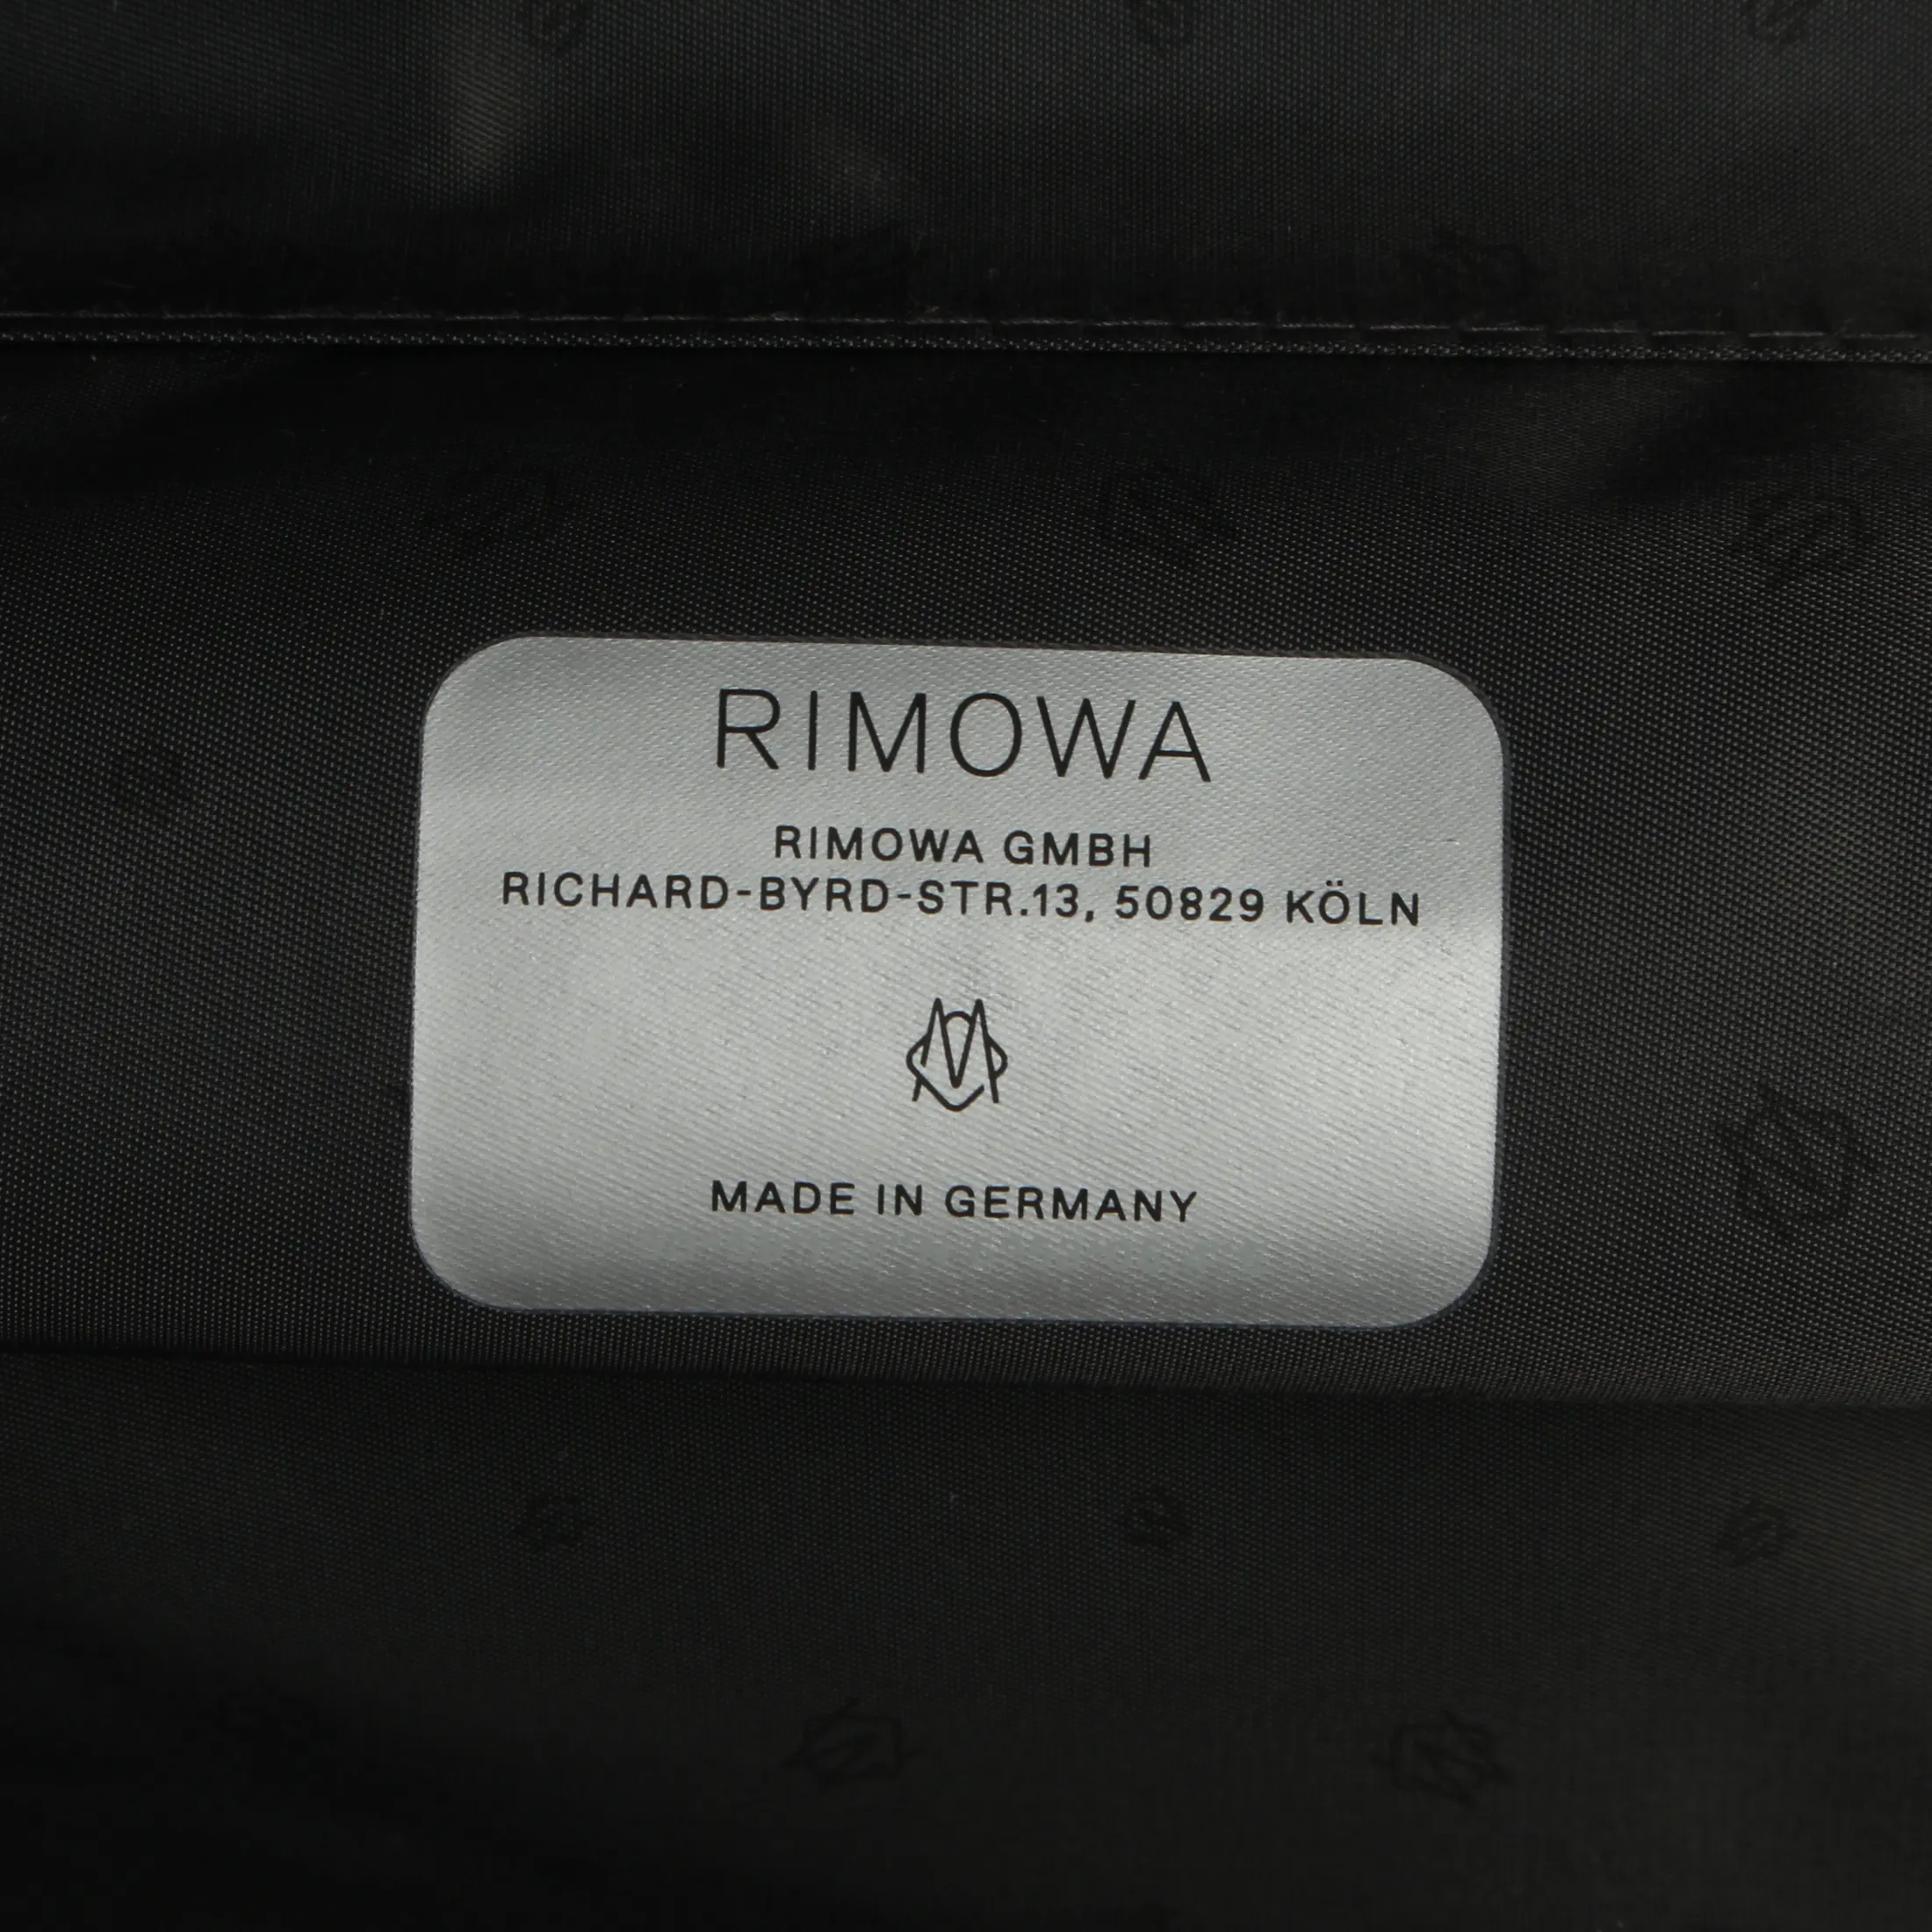 RIMOWA
RIMOWA GMBH
RICHARD-BYRD-STR.13, 50829 KÖLN
MADE IN GERMANY